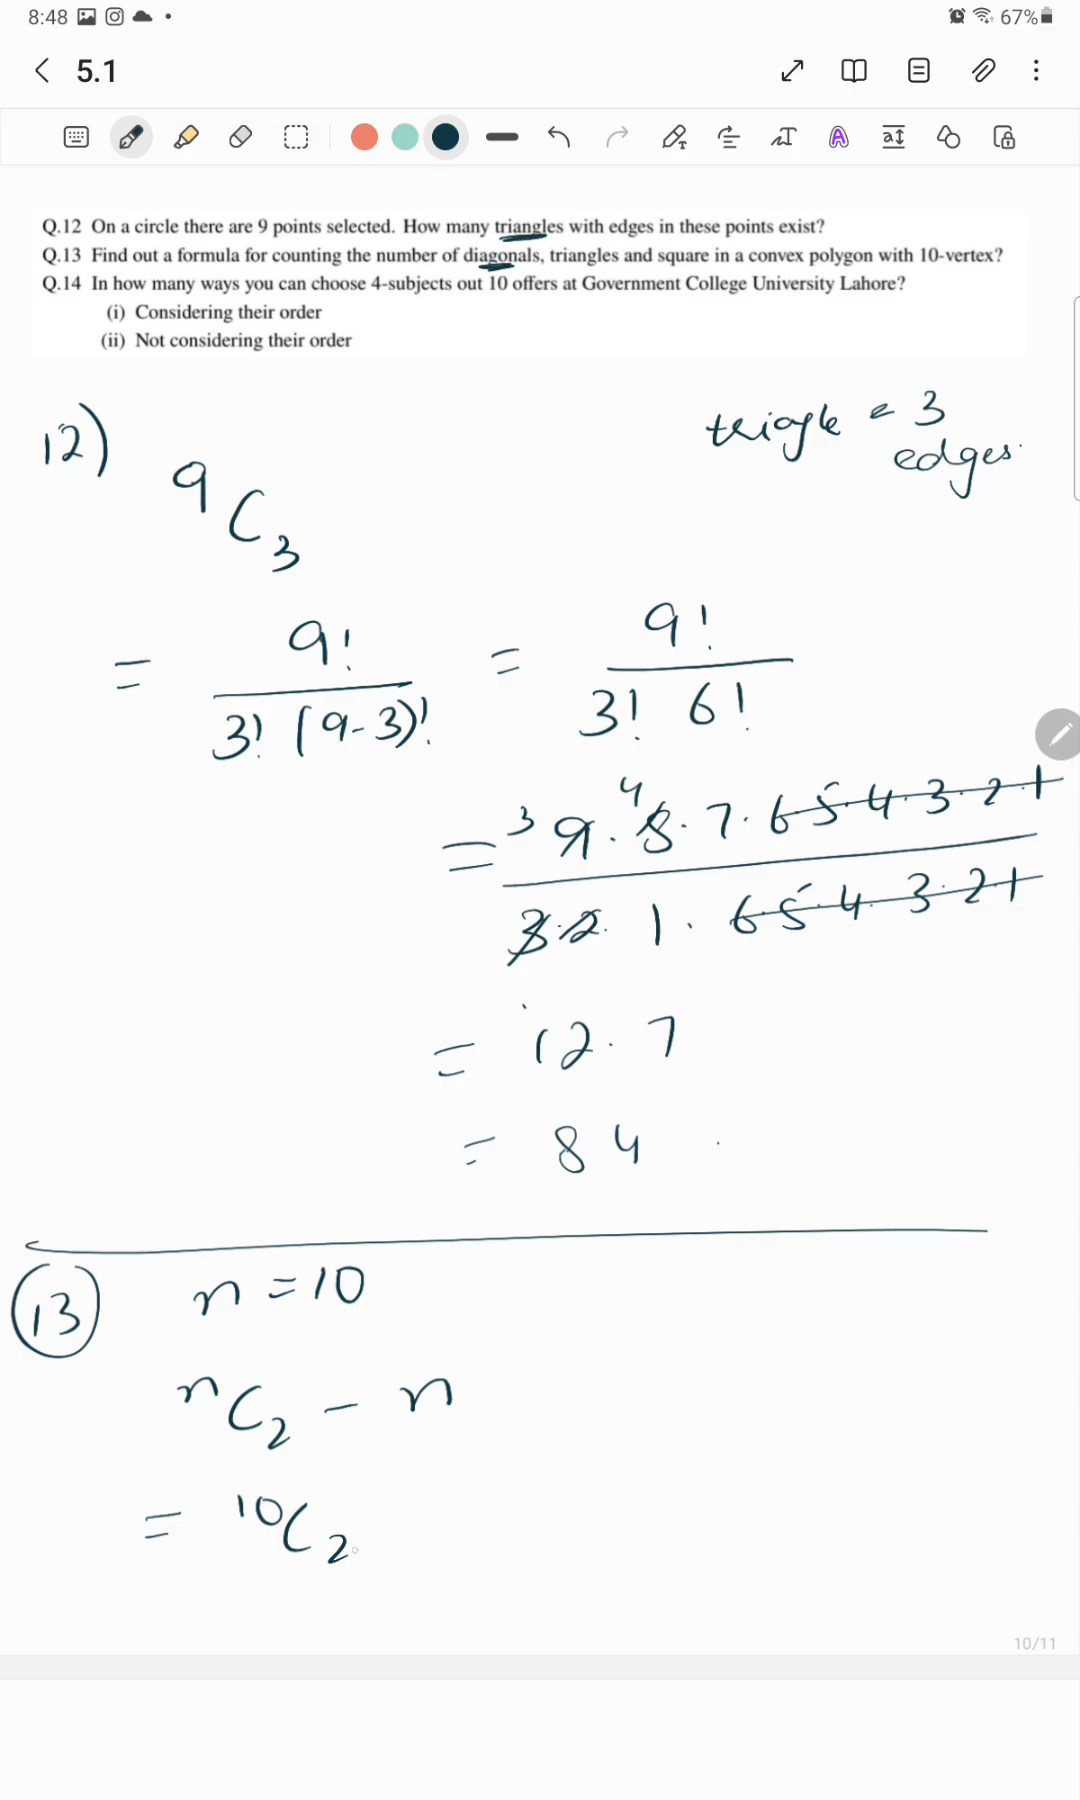 8:48 67%
5.1
Q.12 On a circle there are 9 points selected. How many triangles with edges in these points exist?
Q.13 Find out a formula for counting the number of diagonals, triangles and square in a convex polygon with 10-vertex?
Q.14 In how many ways you can choose 4-subjects out 10 offers at Government College University Lahore?
(i) Considering their order
(ii) Not considering their order
12) triagle = 3
edges.
9C3
= 9! / 3! (9-3)! = 9! / 3! 6!
= 3 9. 4 8. 7. 6 5. 4. 3. 2. 1 / 3. 2. 1. 6. 5. 4. 3. 2. 1
= 12. 7
= 84
13 n = 10
nC2 - n
= 10C2
10/11